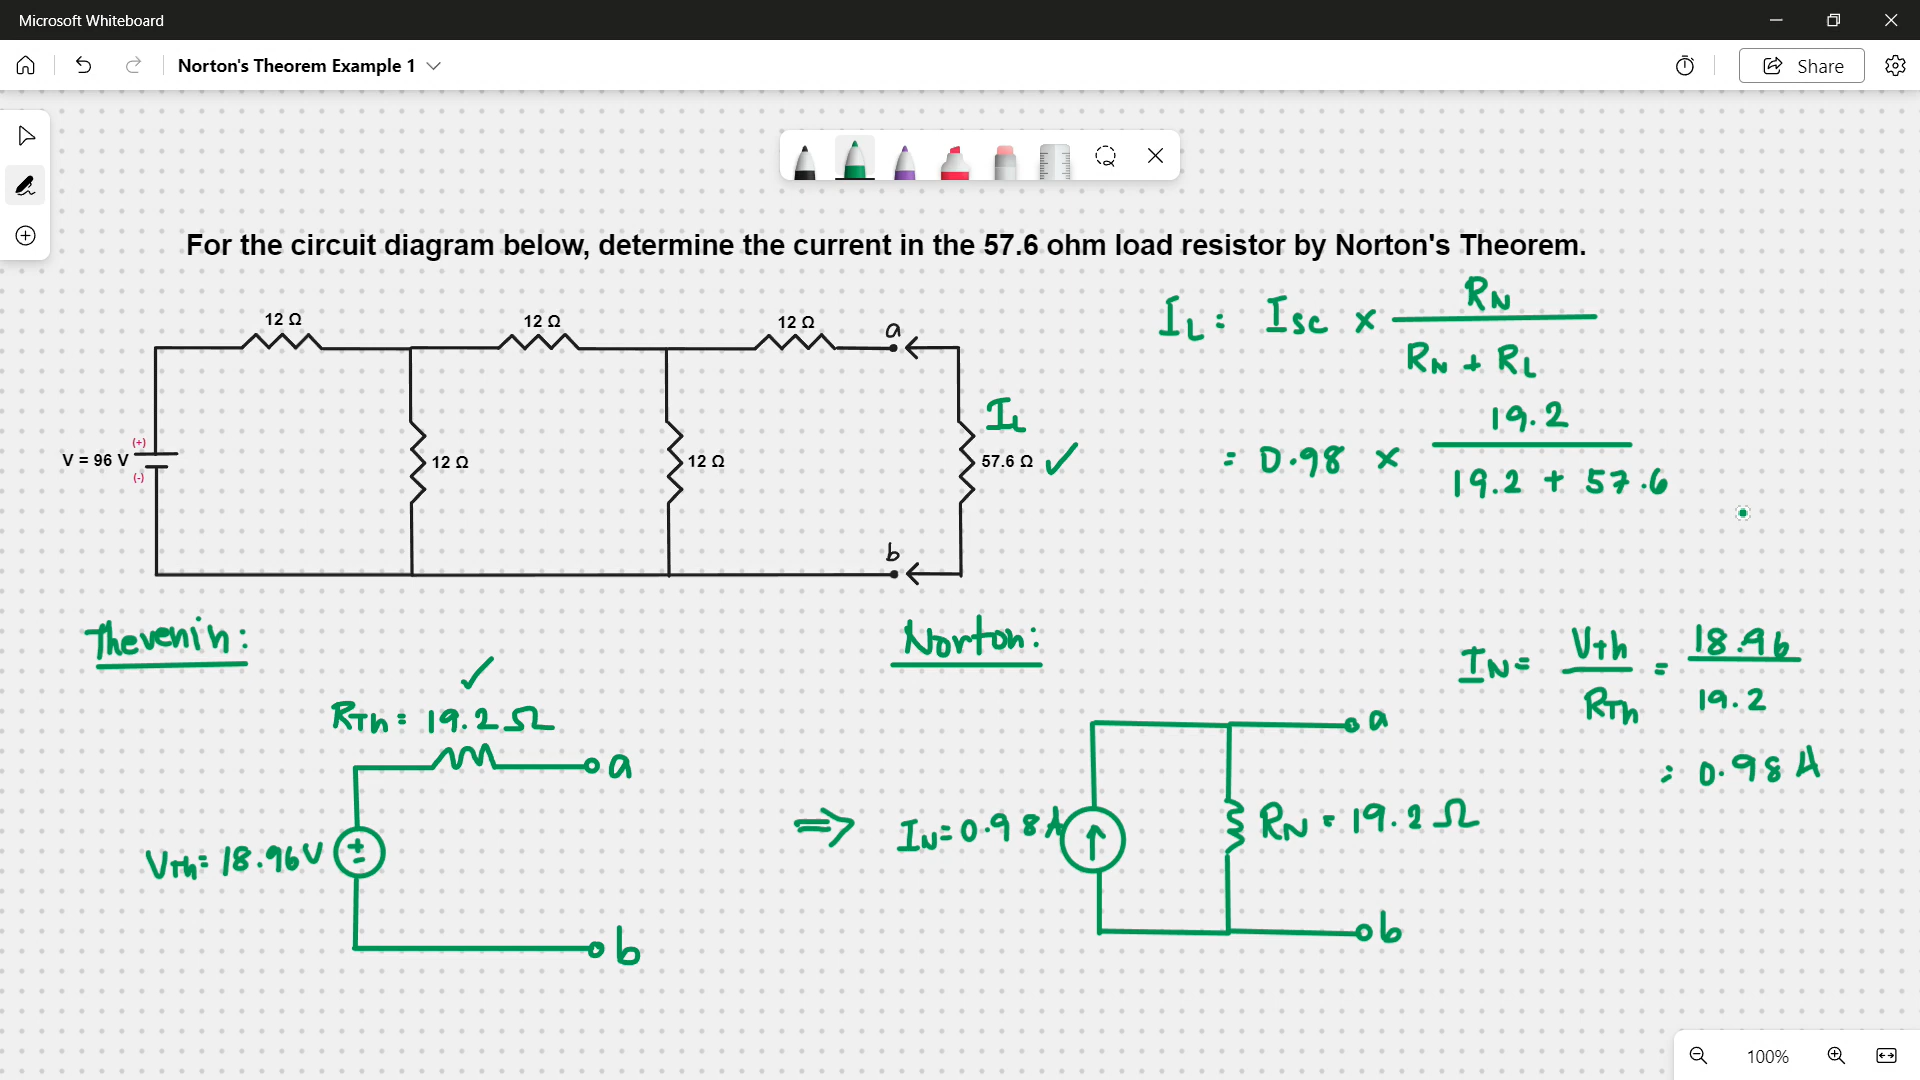 Microsoft Whiteboard
Norton's Theorem Example 1
Share
For the circuit diagram below, determine the current in the 57.6 ohm load resistor by Norton's Theorem.
12 Ω
12 Ω
12 Ω
a
V = 96 V
(+)
(-)
12 Ω
12 Ω
IL
57.6 Ω ✓
b
IL = Isc × RN
RN + RL
= 0.98 × 19.2
19.2 + 57.6
Thevenin:
✓
RTh = 19.2 Ω
a
VTh = 18.96 V
±
b
Norton:
⇒
IN = 0.98 A
RN = 19.2 Ω
a
b
IN = Vth = 18.96
RTh 19.2
= 0.98 A
100%